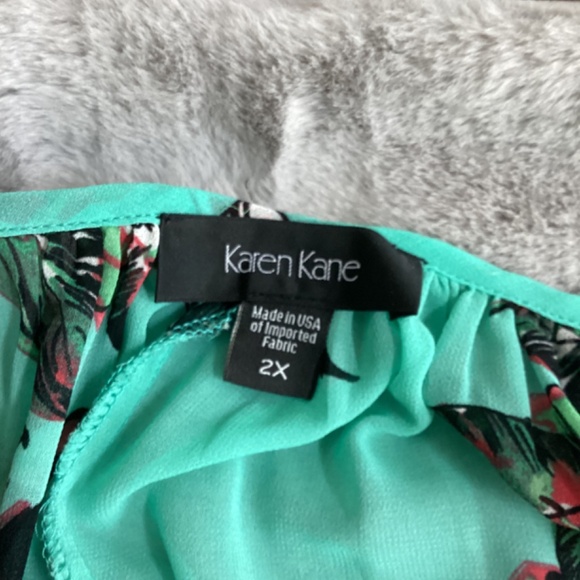 Karen Kane
Made in USA
of Imported
Fabric
2X